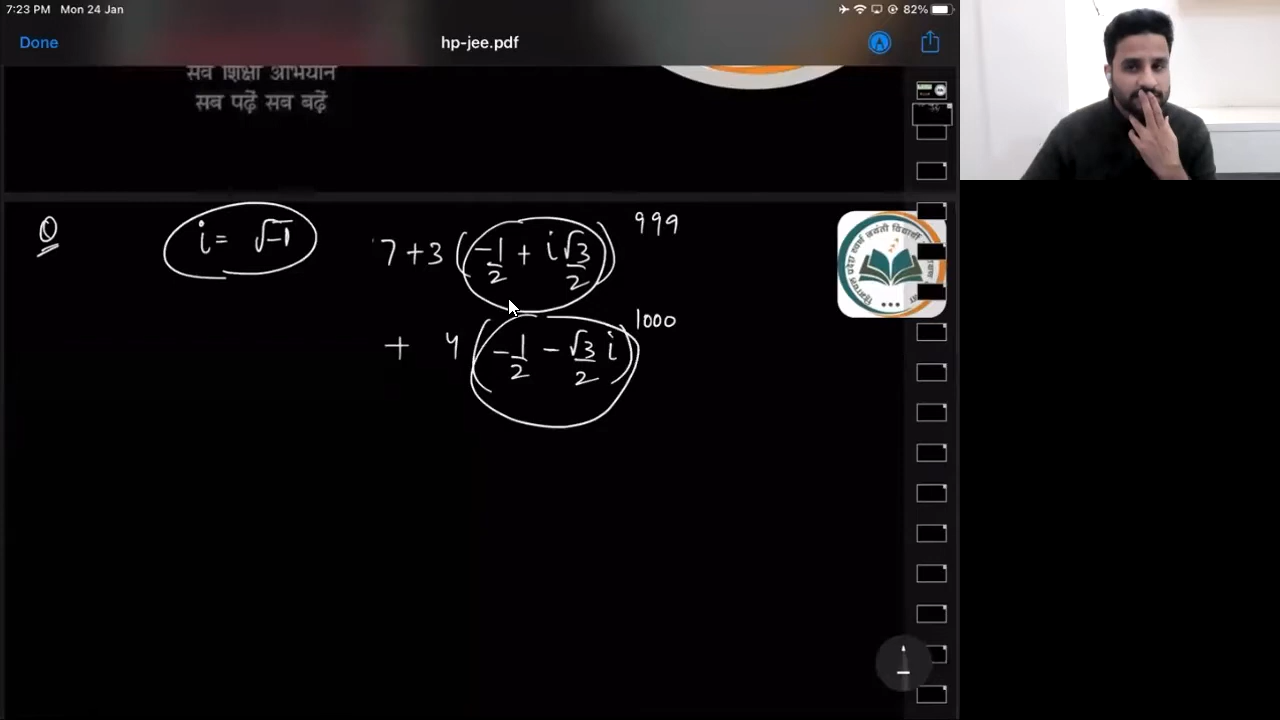 7:23 PM Mon 24 Jan
82%
Done
hp-jee.pdf
सर्व शिक्षा अभियान
सब पढ़ें सब बढ़ें
Q
i = √-1
7 + 3 (-1/2 + i√3/2)^999
+ 4 (-1/2 - √3/2 i)^1000